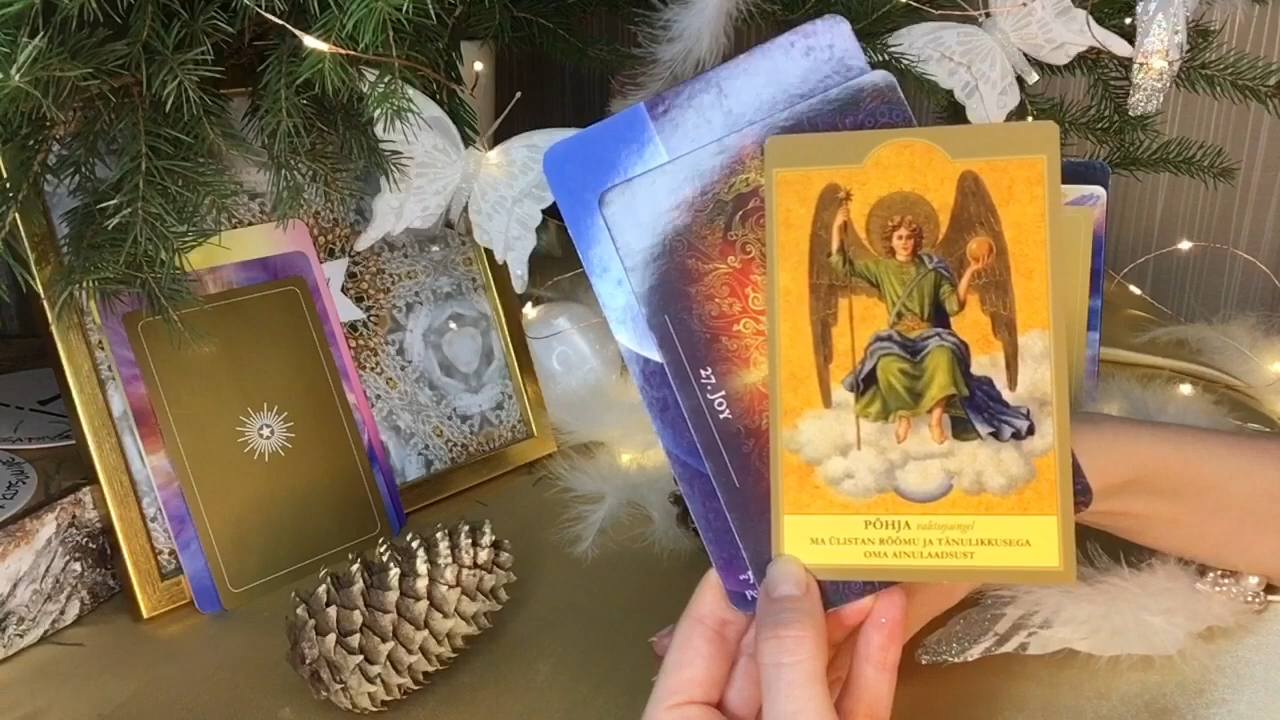 27. JOY
PÕHJA valitsejaingel
MA ÜLISTAN RÕÕMU JA TÄNULIKKUSEGA
OMA AINULAADSUST